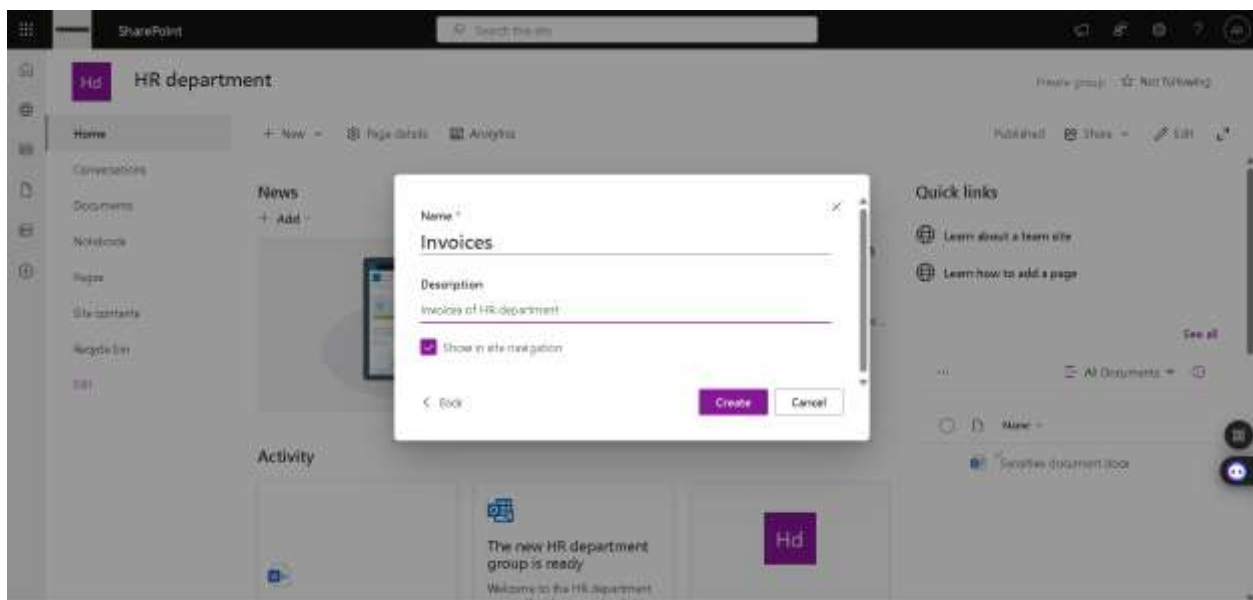 SharePoint
Search this site
Hd
HR department
Private group
Not following
Home
+ New
Page details
Analytics
Published
Share
Edit
Conversations
Documents
Notebook
Pages
Site contents
Recycle bin
Edit
News
+ Add
Name *
Invoices
Description
Invoices of HR department
Show in site navigation
< Back
Create
Cancel
Quick links
Learn about a team site
Learn how to add a page
See all
... All Documents
Name
Sensitive document.docx
Activity
The new HR department
group is ready
Welcome to the HR department
Hd